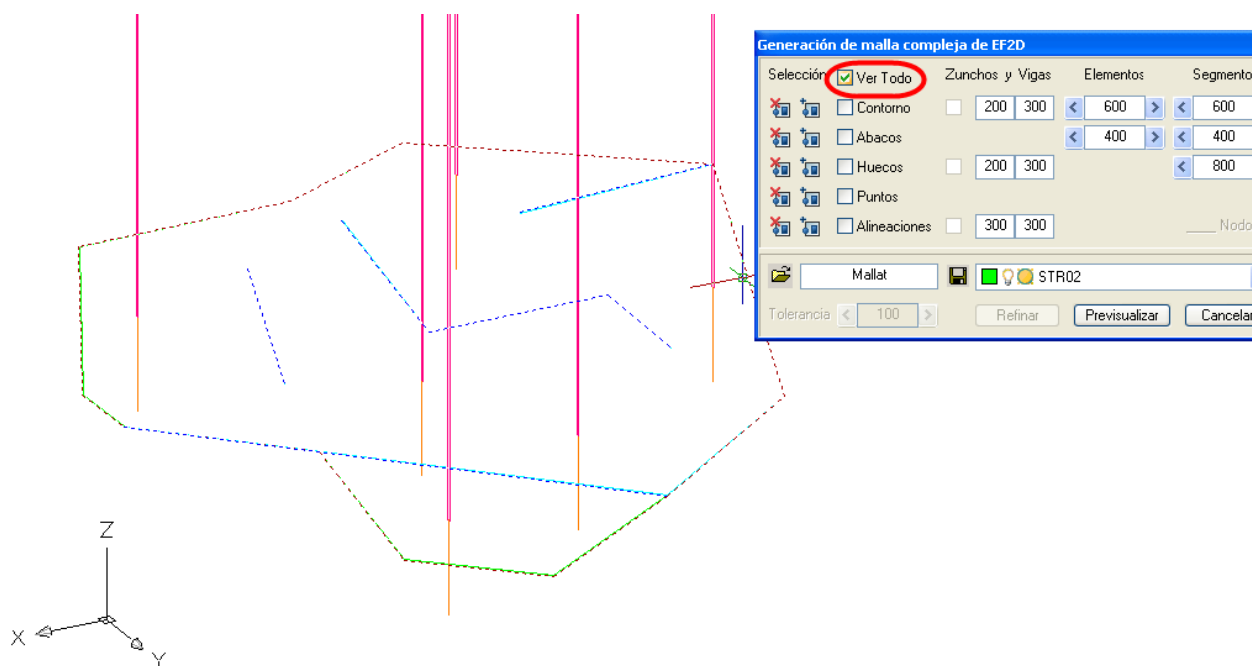 Generación de malla compleja de EF2D
Selección Ver Todo Zunchos y Vigas Elementos Segmento
Contorno 200 300 < 600 > < 600
Abacos < 400 > < 400
Huecos 200 300 < 800
Puntos
Alineaciones 300 300 Nodo
Mallat STR02
Tolerancia < 100 > Refinar Previsualizar Cancelar
Z
X
Y